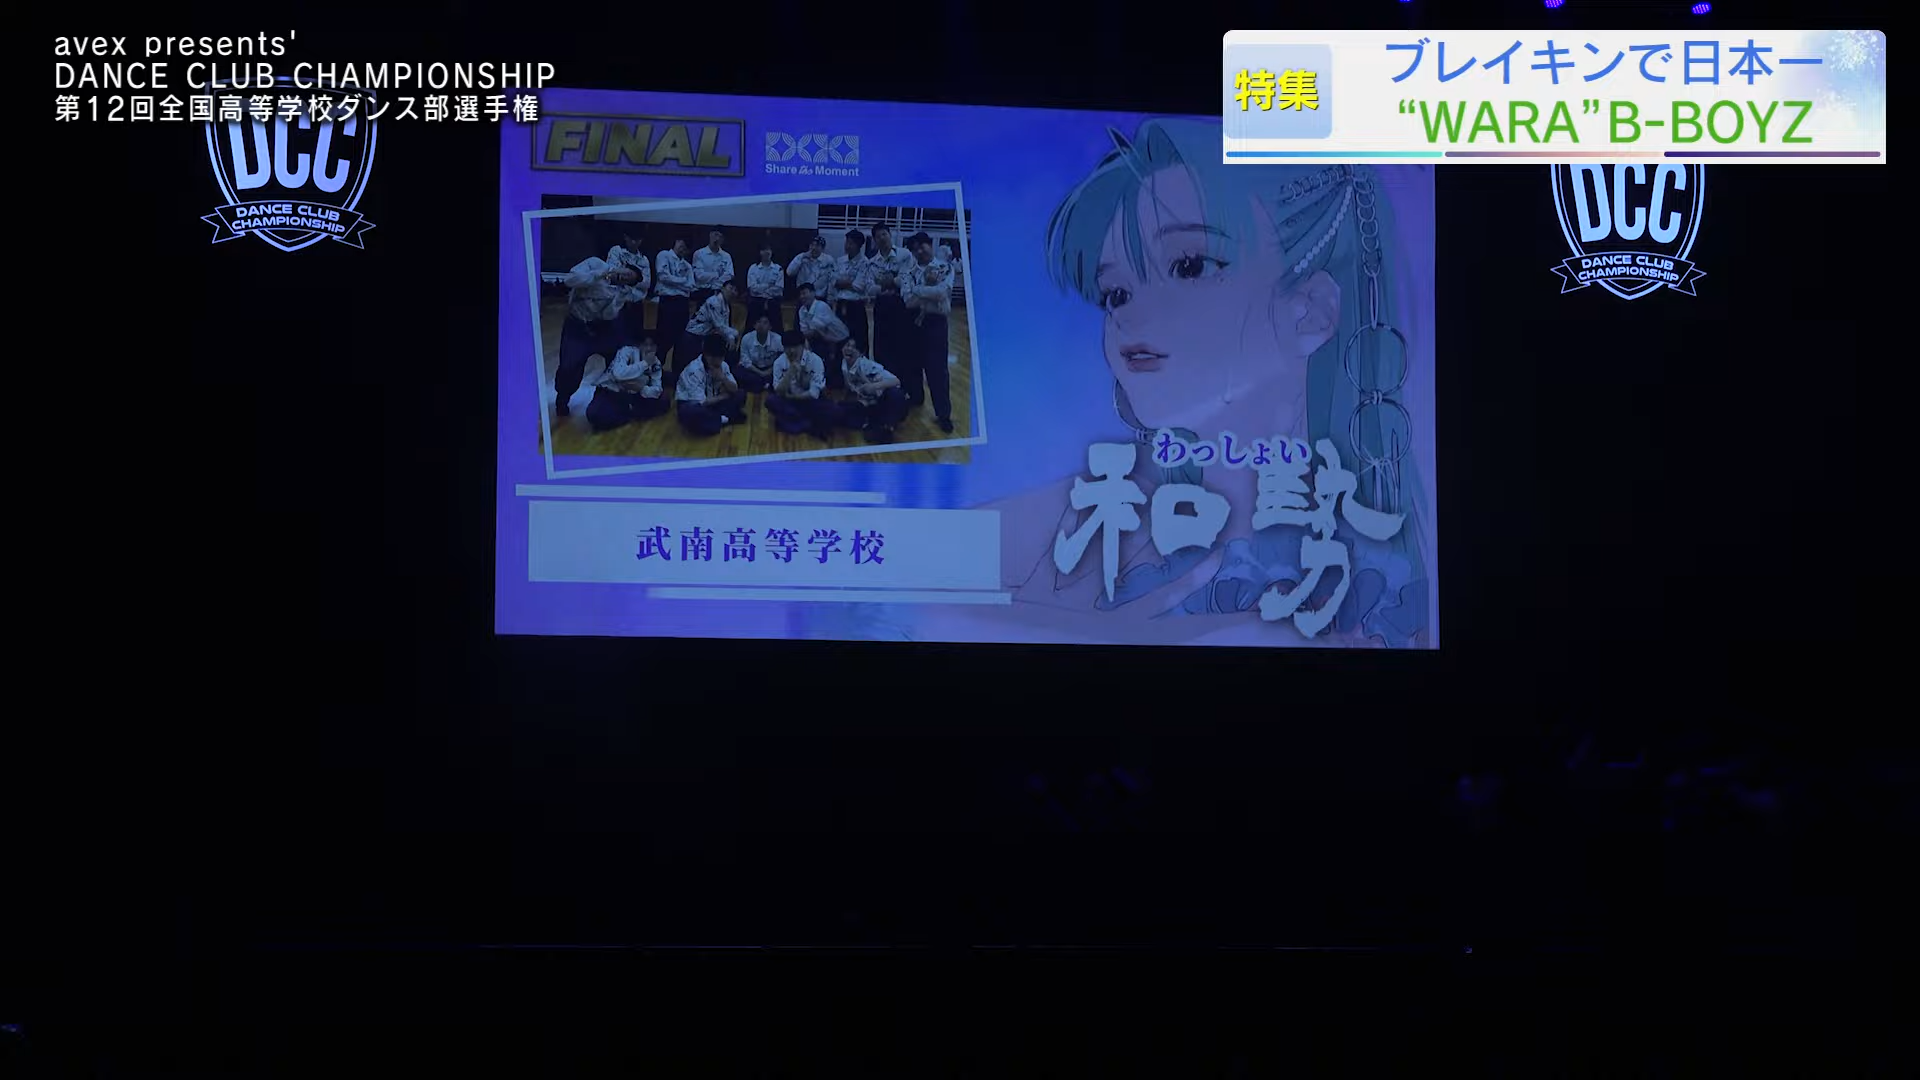 avex presents'
DANCE CLUB CHAMPIONSHIP
第12回全国高等学校ダンス部選手権
特集
ブレイキンで日本一
“WARA”B-BOYZ
DCC
DANCE CLUB
CHAMPIONSHIP
FINAL
Share the Moment
わっしょい
和勢
武南高等学校
DCC
DANCE CLUB
CHAMPIONSHIP